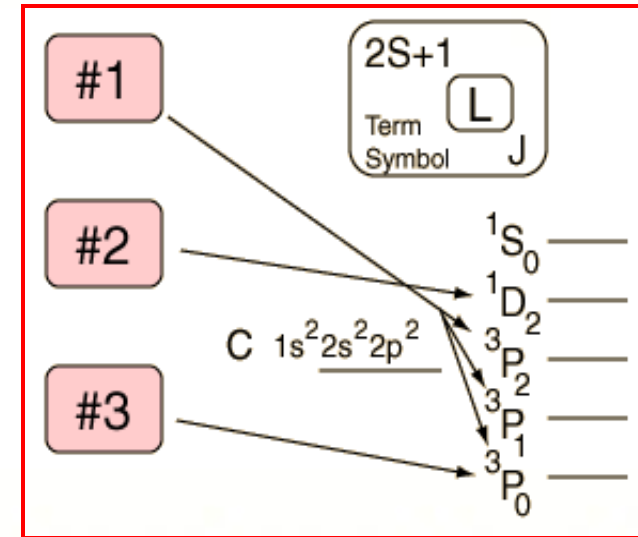 #1
2S+1
L
Term
Symbol J
#2
¹S₀
¹D₂
C 1s²2s²2p²
³P₂
#3
³P₁
³P₀